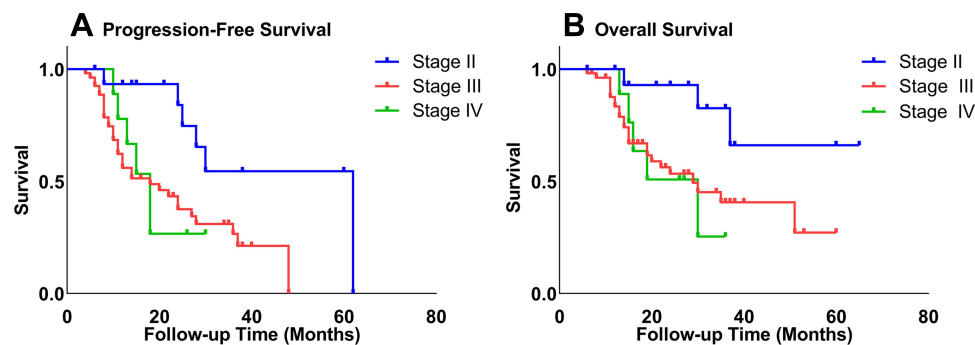 A Progression-Free Survival
B Overall Survival
Stage II
Stage III
Stage IV
Stage II
Stage III
Stage IV
1.0
0.5
0.0
Survival
0 20 40 60 80
Follow-up Time (Months)
1.0
0.5
0.0
Survival
0 20 40 60 80
Follow-up Time (Months)